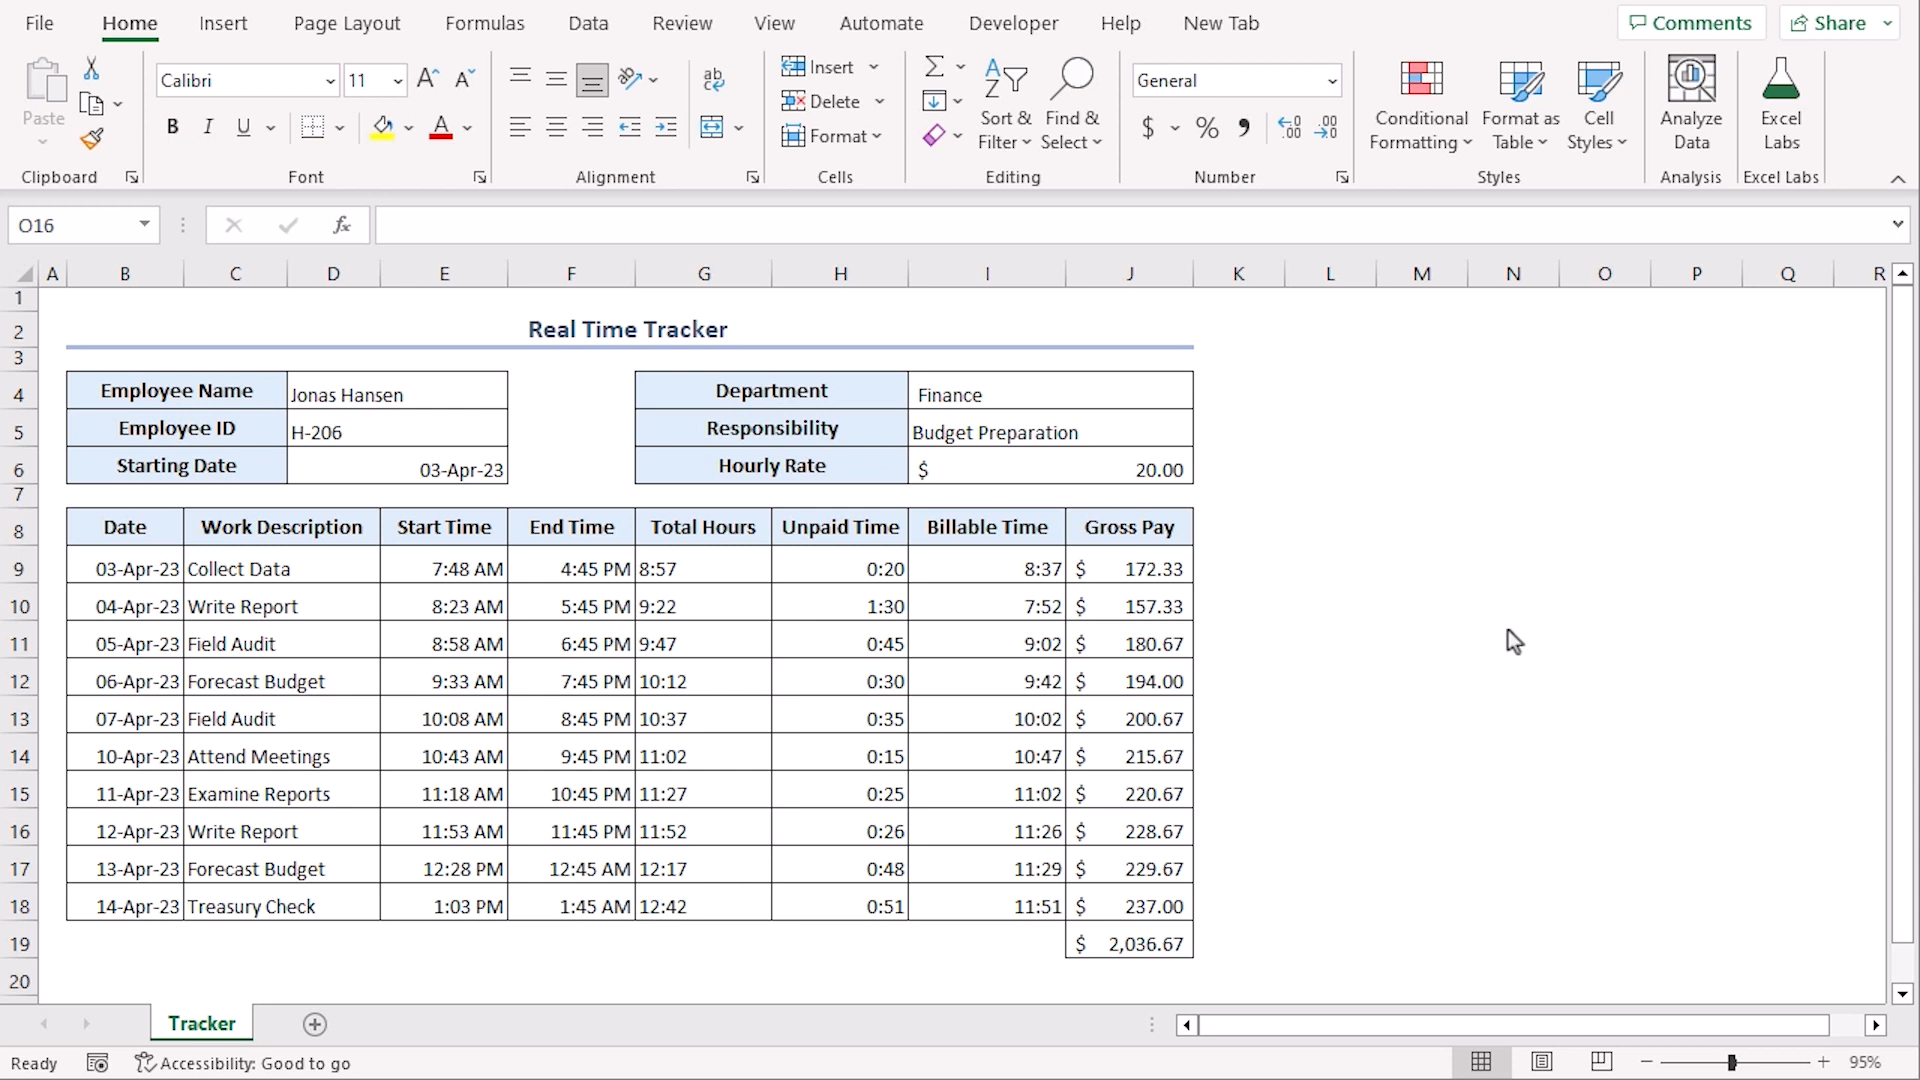 File Home Insert Page Layout Formulas Data Review View Automate Developer Help New Tab Comments Share
Paste
Clipboard
Calibri 11
B I U A
Font
ab
Alignment
Insert
Delete
Format
Cells
Sort & Filter
Find & Select
Editing
General
$ % 9 .00 .00
Number
Conditional Formatting
Format as Table
Cell Styles
Styles
Analyze Data
Analysis
Excel Labs
Excel Labs
O16 fx
A B C D E F G H I J K L M N O P Q R
1
2 Real Time Tracker
3
4 Employee Name Jonas Hansen Department Finance
5 Employee ID H-206 Responsibility Budget Preparation
6 Starting Date 03-Apr-23 Hourly Rate $ 20.00
7
8 Date Work Description Start Time End Time Total Hours Unpaid Time Billable Time Gross Pay
9 03-Apr-23 Collect Data 7:48 AM 4:45 PM 8:57 0:20 8:37 $ 172.33
10 04-Apr-23 Write Report 8:23 AM 5:45 PM 9:22 1:30 7:52 $ 157.33
11 05-Apr-23 Field Audit 8:58 AM 6:45 PM 9:47 0:45 9:02 $ 180.67
12 06-Apr-23 Forecast Budget 9:33 AM 7:45 PM 10:12 0:30 9:42 $ 194.00
13 07-Apr-23 Field Audit 10:08 AM 8:45 PM 10:37 0:35 10:02 $ 200.67
14 10-Apr-23 Attend Meetings 10:43 AM 9:45 PM 11:02 0:15 10:47 $ 215.67
15 11-Apr-23 Examine Reports 11:18 AM 10:45 PM 11:27 0:25 11:02 $ 220.67
16 12-Apr-23 Write Report 11:53 AM 11:45 PM 11:52 0:26 11:26 $ 228.67
17 13-Apr-23 Forecast Budget 12:28 PM 12:45 AM 12:17 0:48 11:29 $ 229.67
18 14-Apr-23 Treasury Check 1:03 PM 1:45 AM 12:42 0:51 11:51 $ 237.00
19 $ 2,036.67
20
Tracker
Ready Accessibility: Good to go 95%